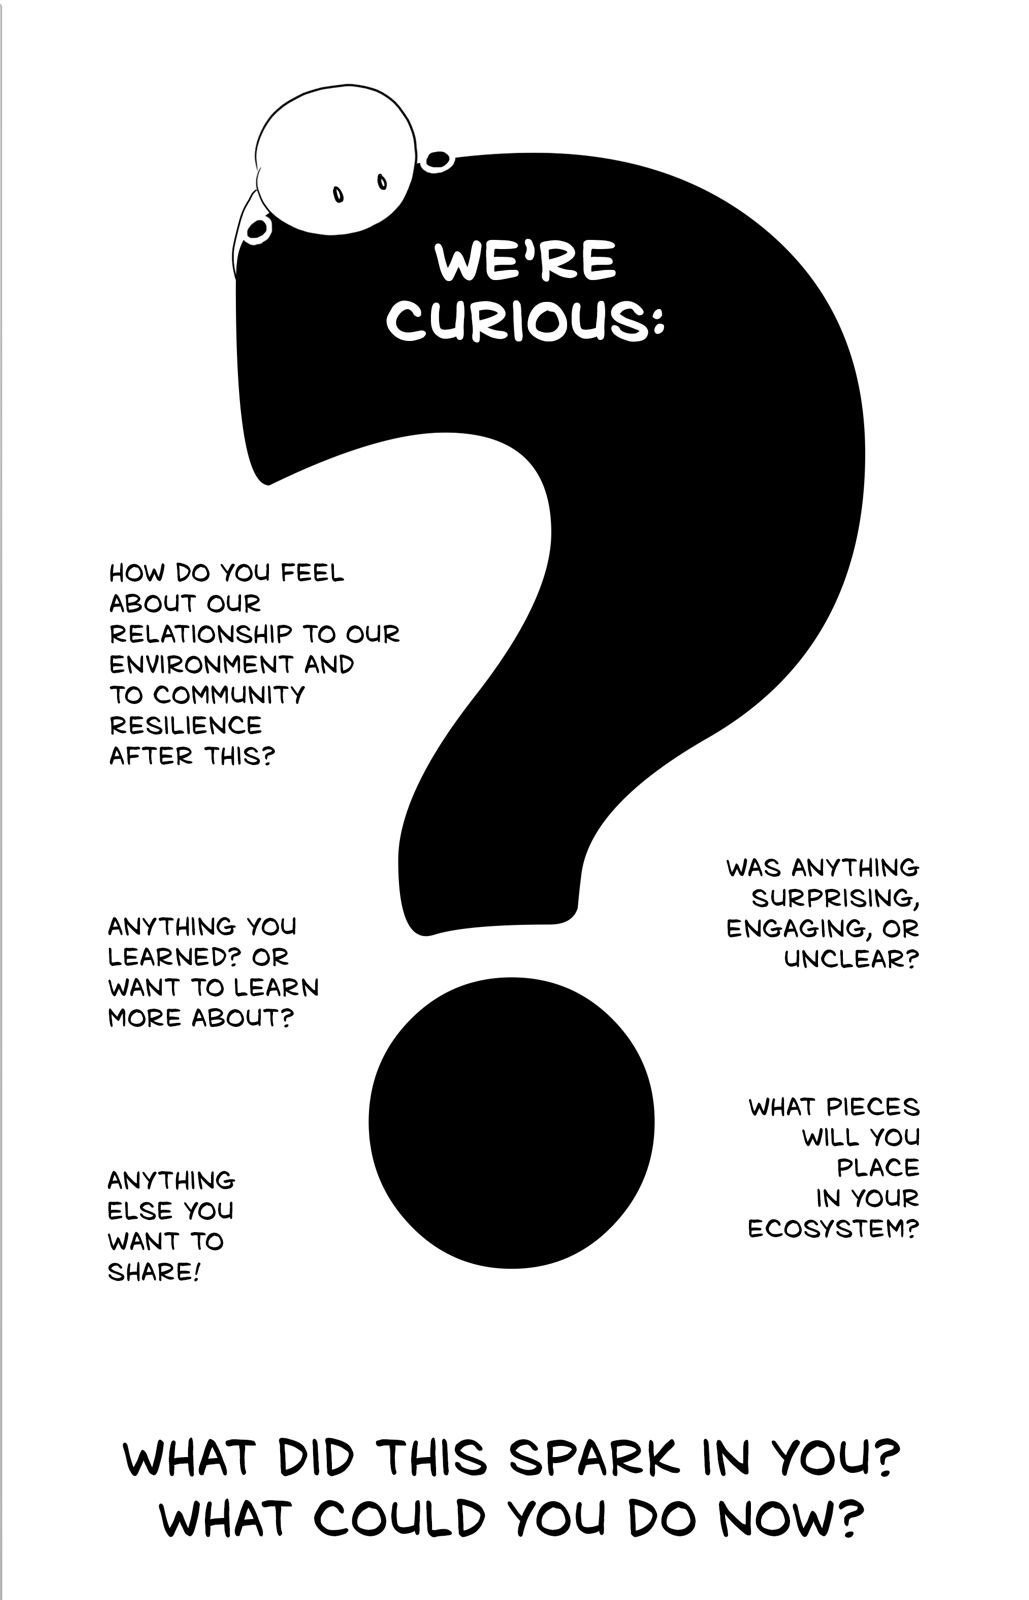 WE'RE
CURIOUS:
HOW DO YOU FEEL
ABOUT OUR
RELATIONSHIP TO OUR
ENVIRONMENT AND
TO COMMUNITY
RESILIENCE
AFTER THIS?
WAS ANYTHING
SURPRISING,
ENGAGING, OR
UNCLEAR?
ANYTHING YOU
LEARNED? OR
WANT TO LEARN
MORE ABOUT?
WHAT PIECES
WILL YOU
PLACE
IN YOUR
ECOSYSTEM?
ANYTHING
ELSE YOU
WANT TO
SHARE!
WHAT DID THIS SPARK IN YOU?
WHAT COULD YOU DO NOW?